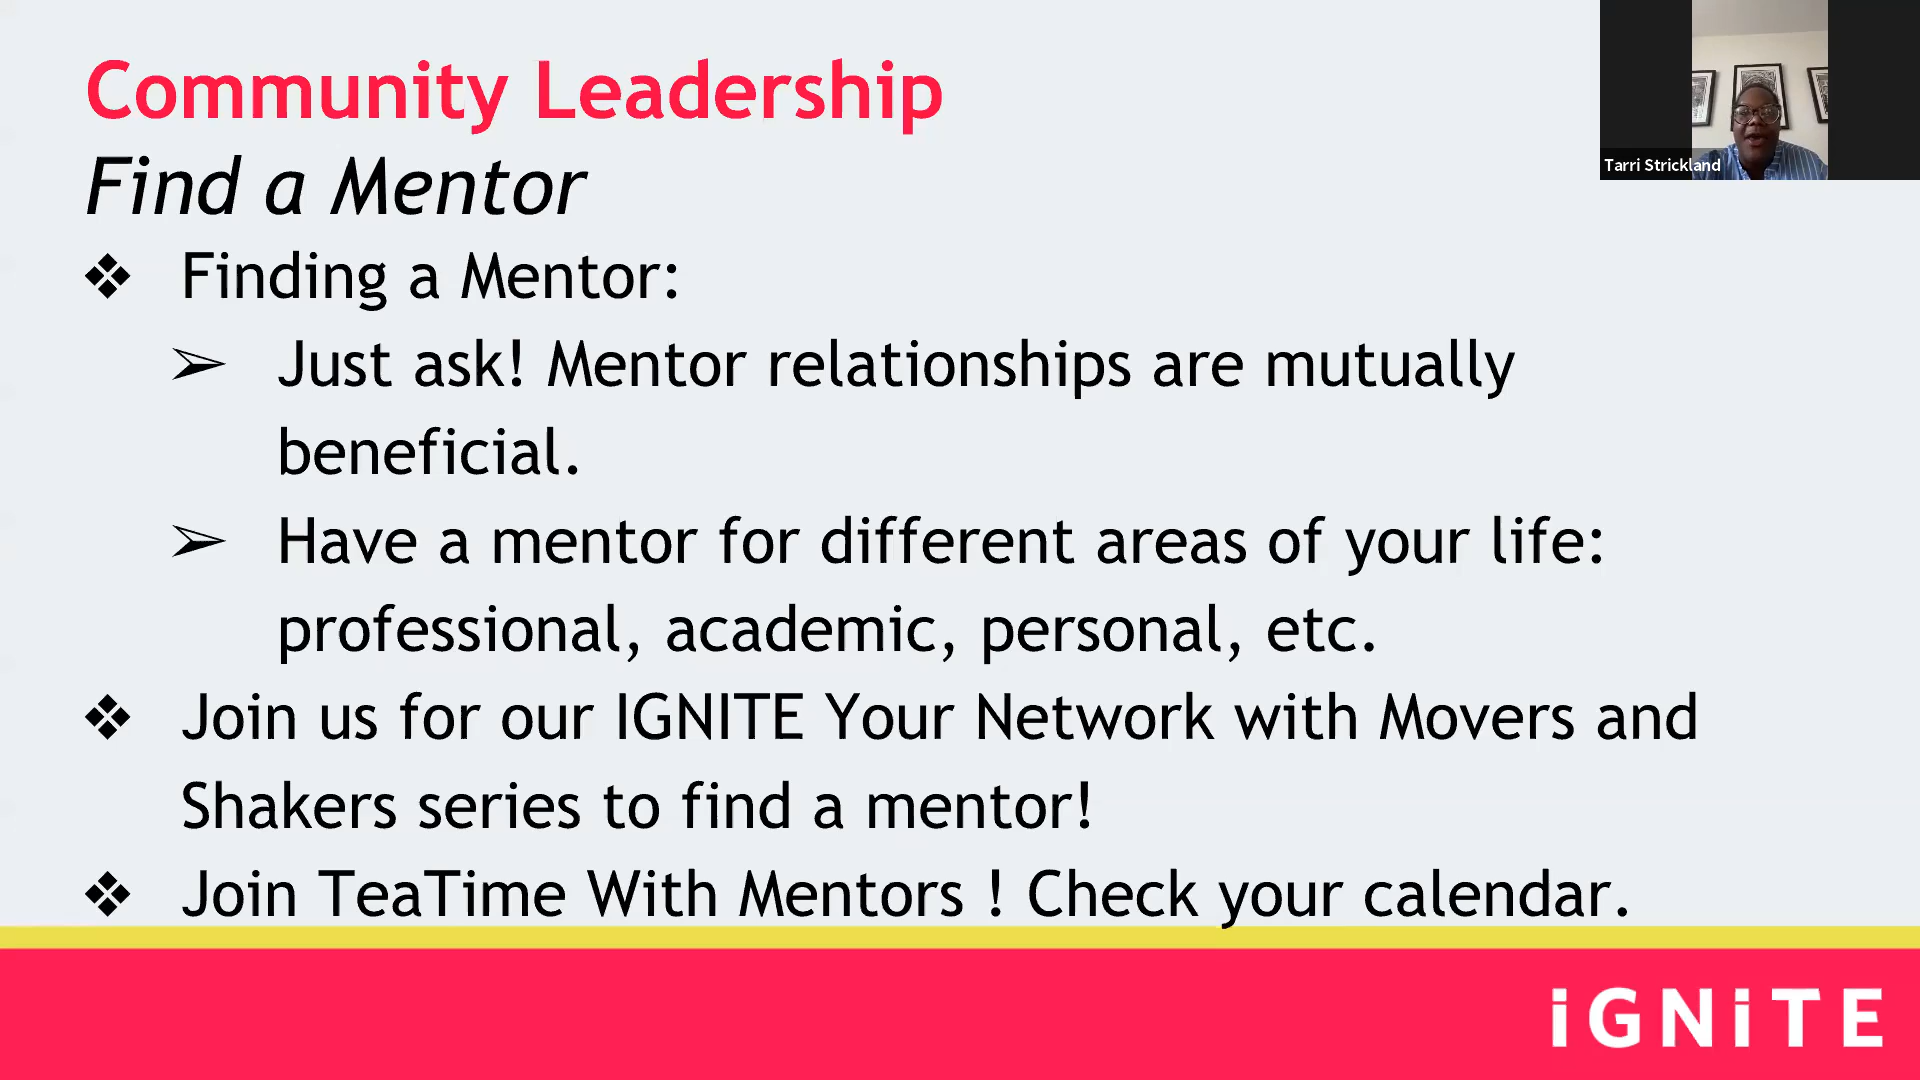 Community Leadership
Find a Mentor
❖ Finding a Mentor:
➢ Just ask! Mentor relationships are mutually
beneficial.
➢ Have a mentor for different areas of your life:
professional, academic, personal, etc.
❖ Join us for our IGNITE Your Network with Movers and
Shakers series to find a mentor!
❖ Join TeaTime With Mentors ! Check your calendar.
Tarri Strickland
iGNiTE